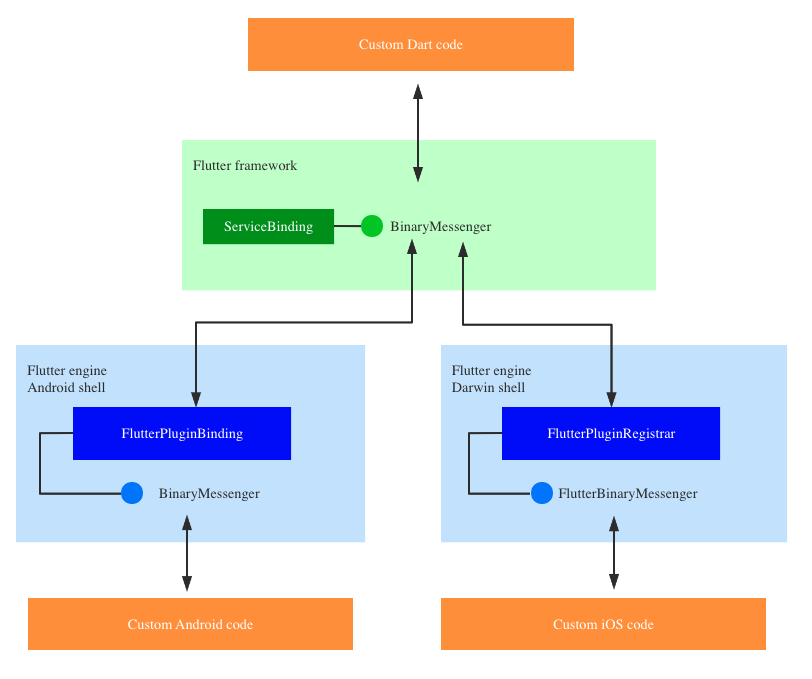 Custom Dart code
Flutter framework
ServiceBinding
BinaryMessenger
Flutter engine
Android shell
FlutterPluginBinding
BinaryMessenger
Flutter engine
Darwin shell
FlutterPluginRegistrar
FlutterBinaryMessenger
Custom Android code
Custom iOS code